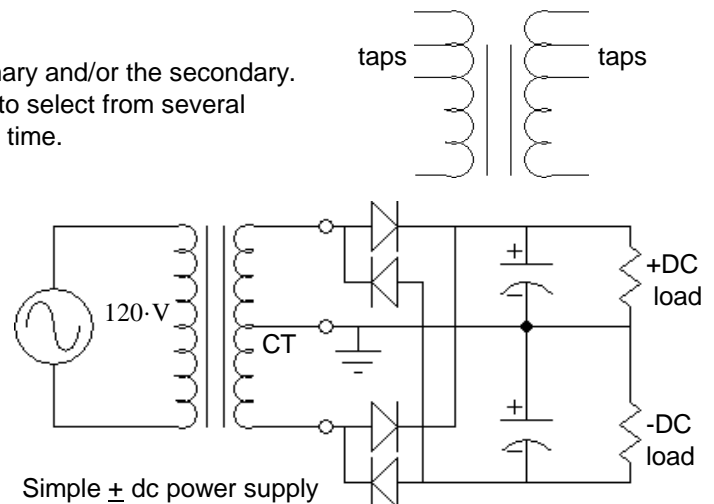 taps
taps
nary and/or the secondary.
to select from several
time.
120·V
CT
+
−
+DC
load
+
−
-DC
load
Simple ± dc power supply